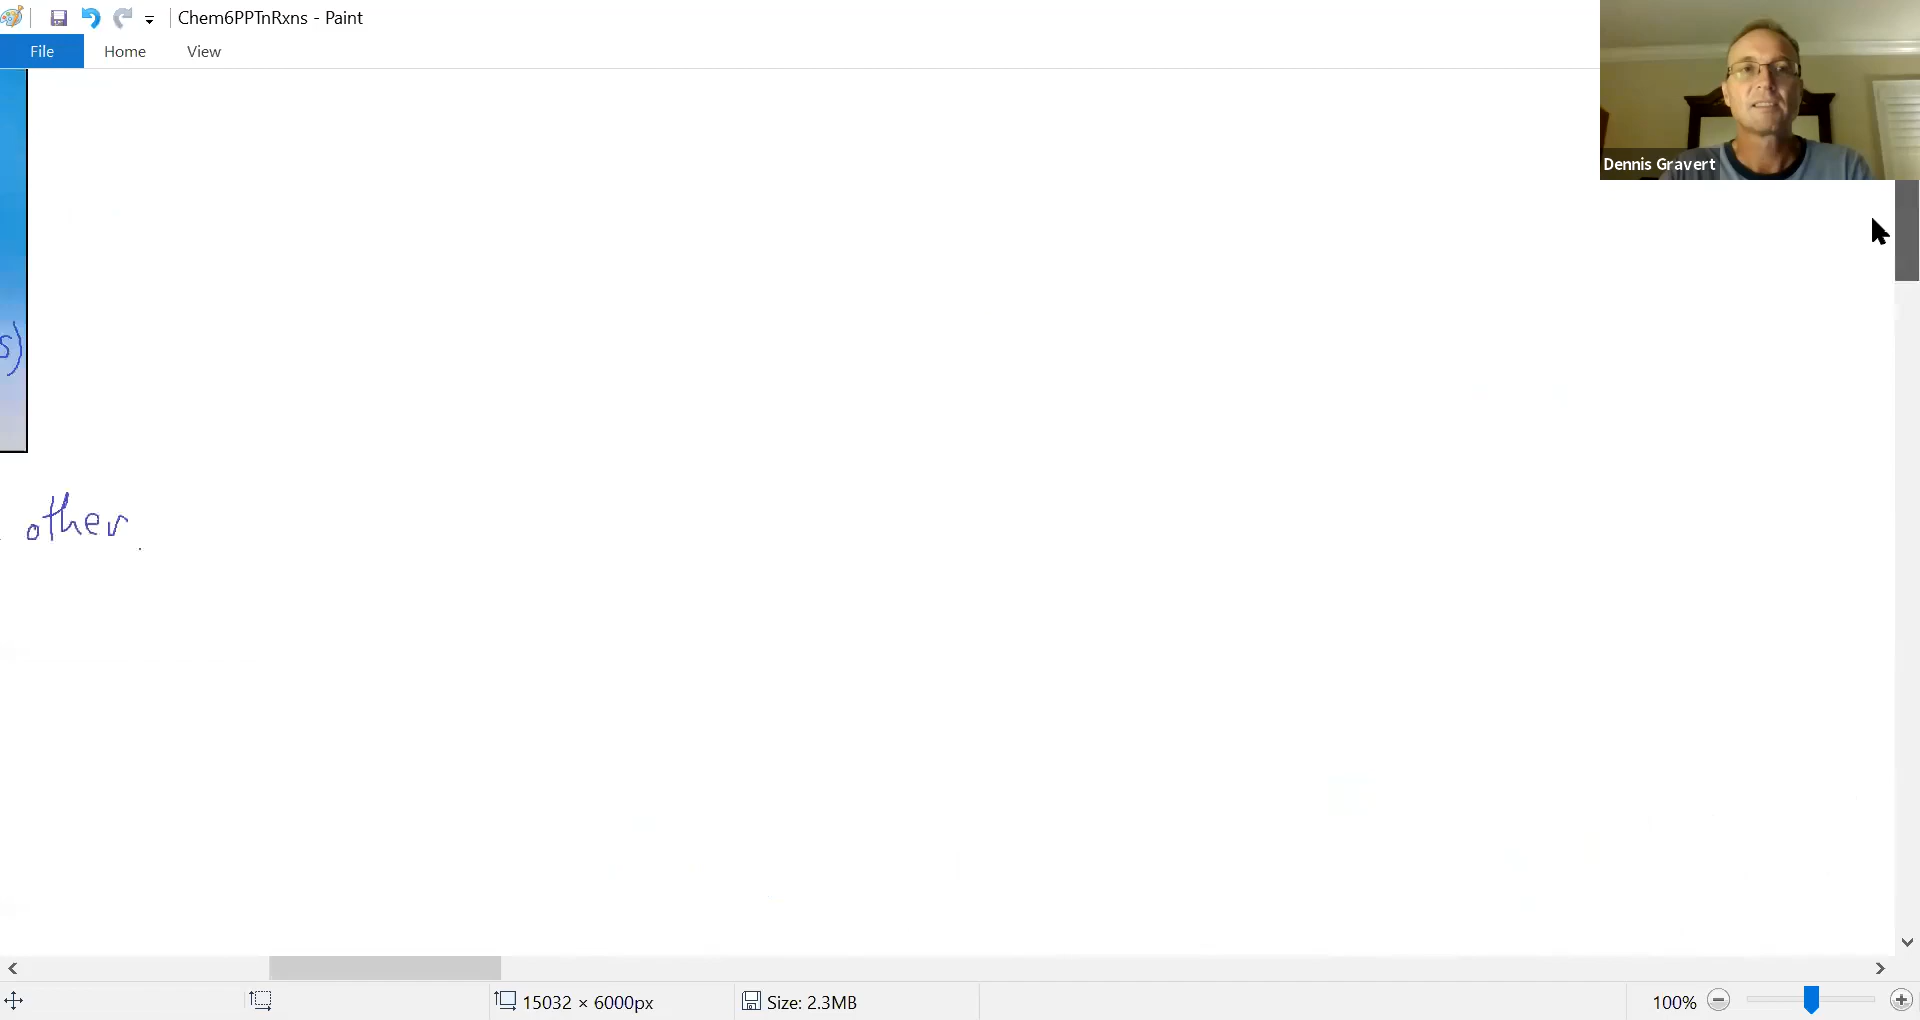 Chem6PPTnRxns - Paint
File Home View
Dennis Gravert
s)
other.
15032 × 6000px Size: 2.3MB 100%